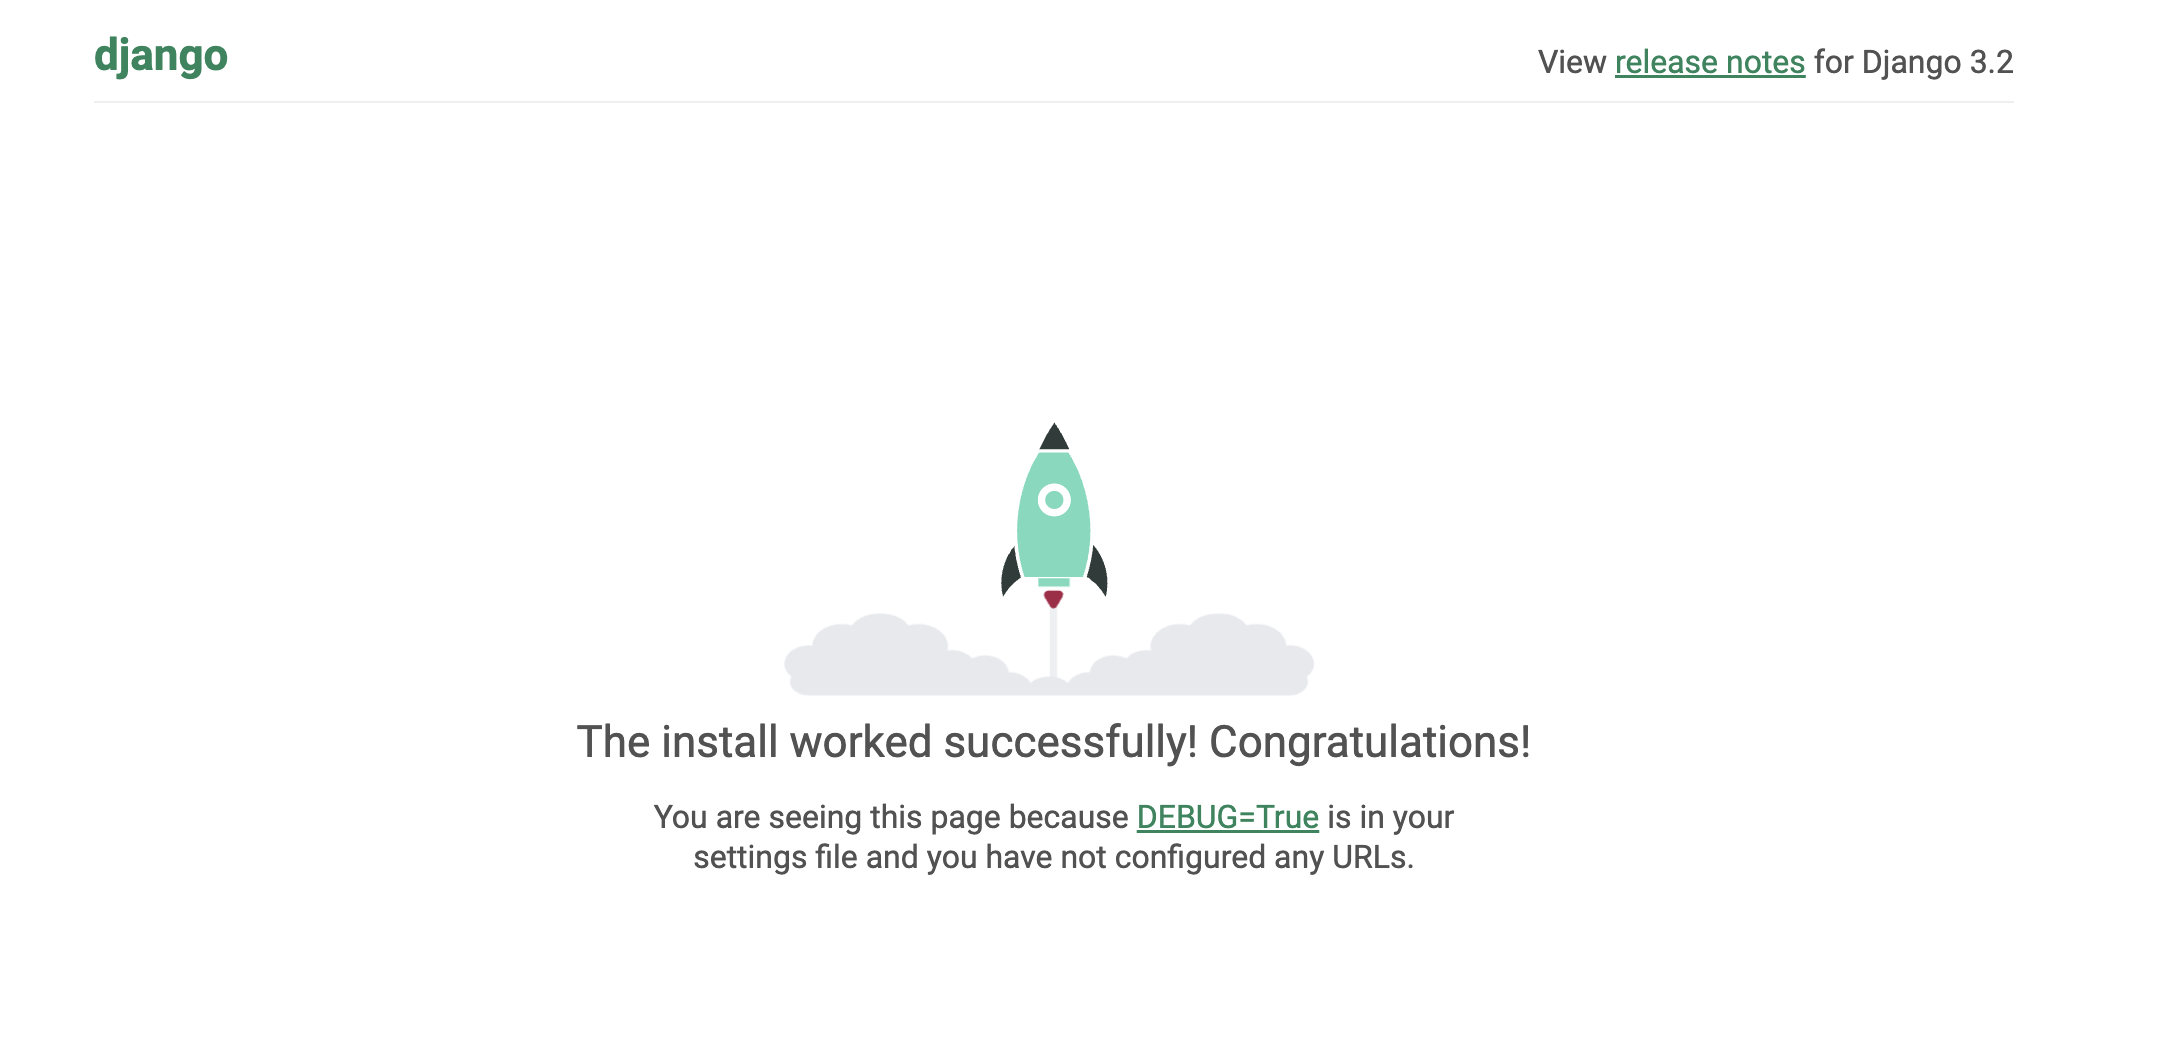 django
View release notes for Django 3.2
The install worked successfully! Congratulations!
You are seeing this page because DEBUG=True is in your
settings file and you have not configured any URLs.